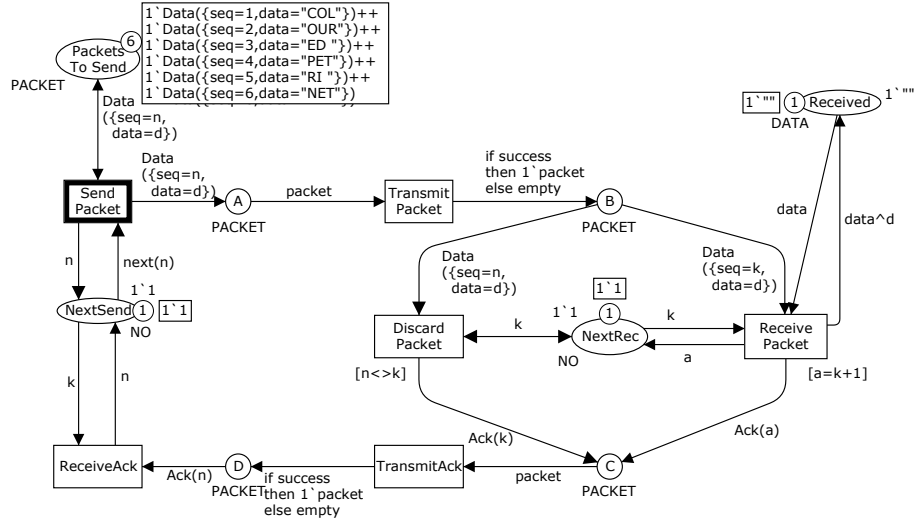 1`Data({seq=1,data="COL"})++
1`Data({seq=2,data="OUR"})++
1`Data({seq=3,data="ED "})++
1`Data({seq=4,data="PET"})++
1`Data({seq=5,data="RI "})++
1`Data({seq=6,data="NET"})
6
Packets
To Send
PACKET
Data
({seq=n,
data=d})
1`""
1
Received
1`""
DATA
Data
({seq=n,
data=d})
if success
then 1`packet
else empty
Send
Packet
A
PACKET
packet
Transmit
Packet
B
PACKET
data
data^d
n
next(n)
Data
({seq=n,
data=d})
Data
({seq=k,
data=d})
1`1
NextSend
1
1`1
NO
1`1
1`1
1
NextRec
NO
Discard
Packet
[n<>k]
k
k
a
Receive
Packet
[a=k+1]
k
n
Ack(k)
Ack(a)
ReceiveAck
Ack(n)
D
PACKET
if success
then 1`packet
else empty
TransmitAck
packet
C
PACKET